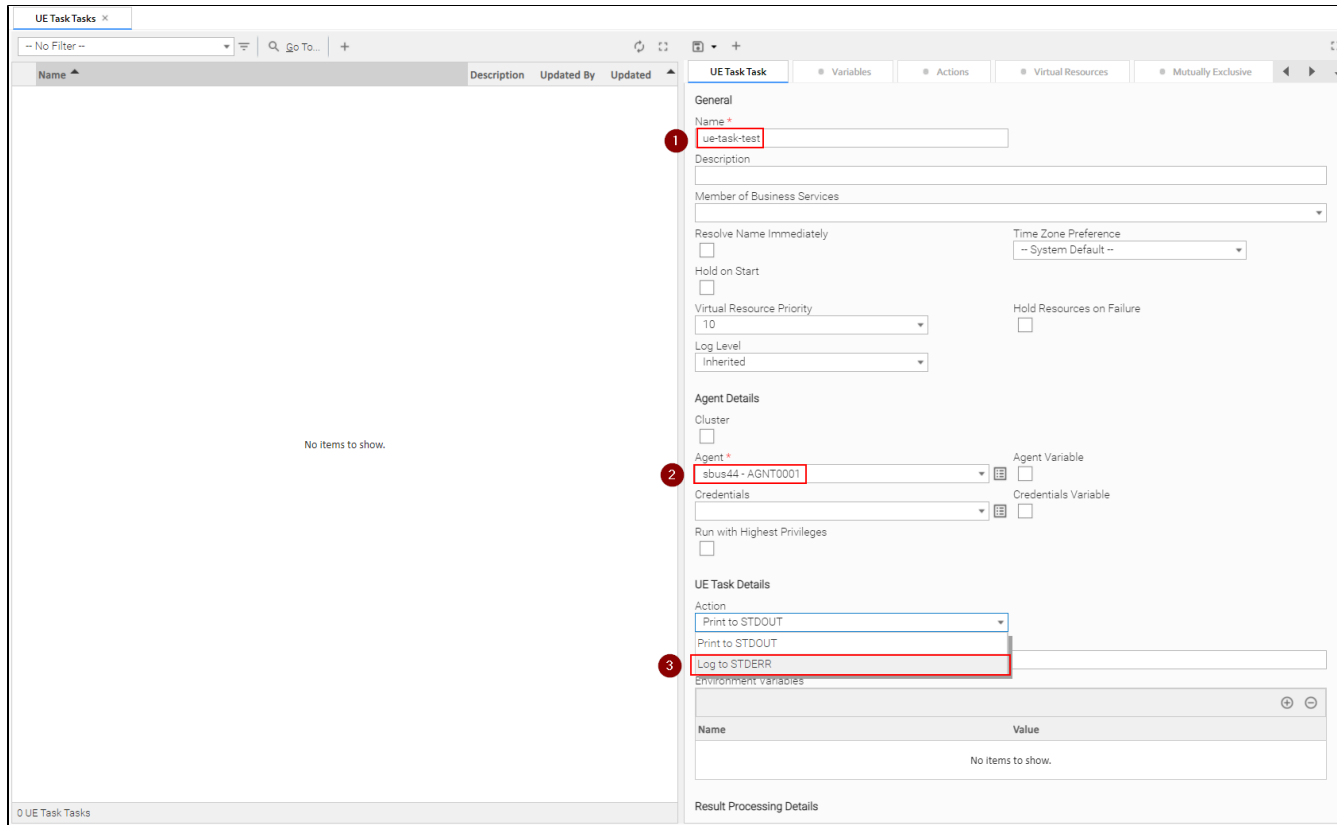 UE Task Tasks ×
-- No Filter --
Go To...
Name
Description
Updated By
Updated
No items to show.
0 UE Task Tasks
UE Task Task
Variables
Actions
Virtual Resources
Mutually Exclusive
General
Name *
1
ue-task-test
Description
Member of Business Services
Resolve Name Immediately
Time Zone Preference
-- System Default --
Hold on Start
Virtual Resource Priority
Hold Resources on Failure
10
Log Level
Inherited
Agent Details
Cluster
Agent *
Agent Variable
2
sbus44 - AGNT0001
Credentials
Credentials Variable
Run with Highest Privileges
UE Task Details
Action
Print to STDOUT
Print to STDOUT
3
Log to STDERR
Environment Variables
Name
Value
No items to show.
Result Processing Details